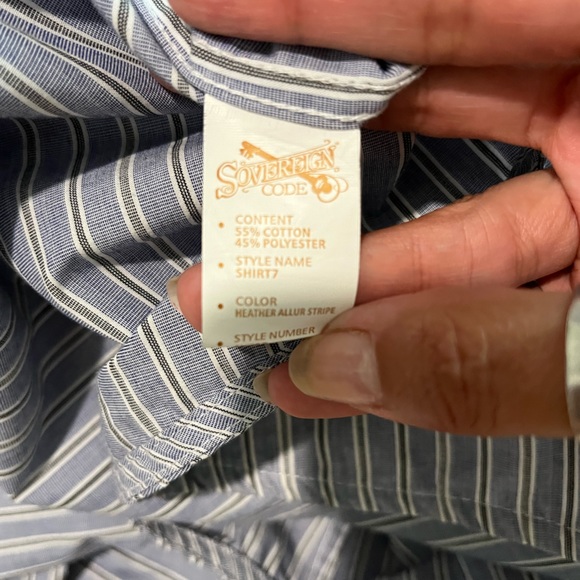 SOVEREIGN
CODE
• CONTENT
55% COTTON
45% POLYESTER
• STYLE NAME
SHIRT7
• COLOR
HEATHER ALLUR STRIPE
• STYLE NUMBER